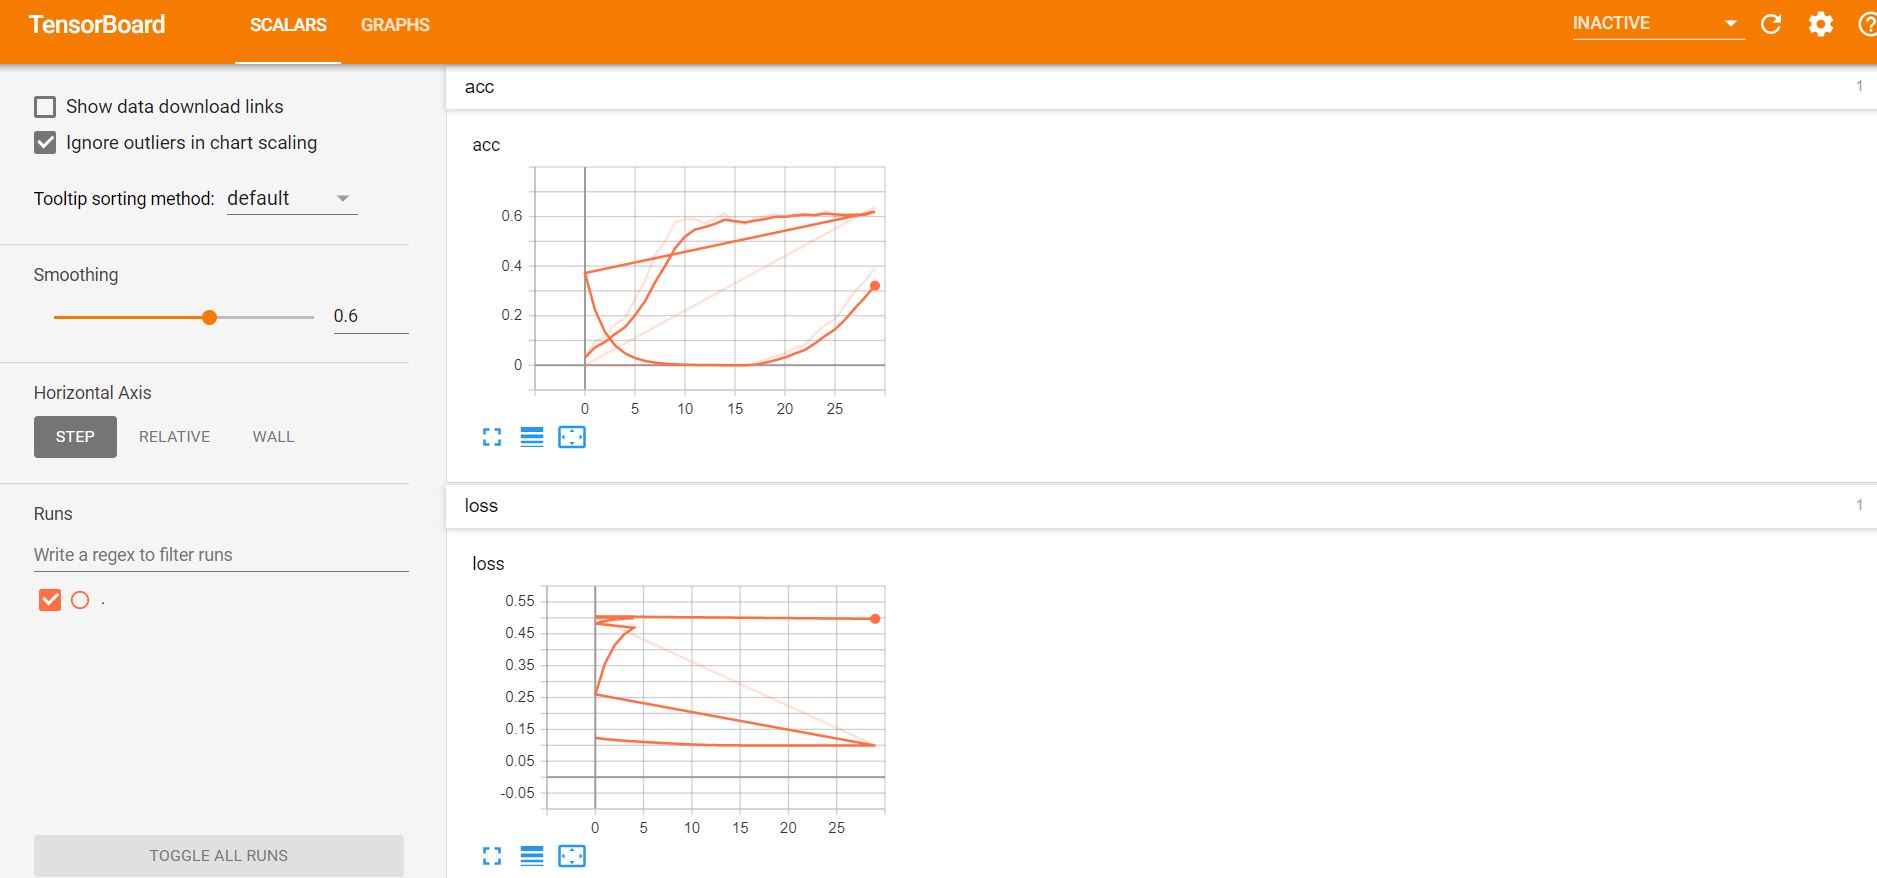 TensorBoard SCALARS GRAPHS INACTIVE
Show data download links
Ignore outliers in chart scaling
Tooltip sorting method: default
Smoothing
0.6
Horizontal Axis
STEP RELATIVE WALL
Runs
Write a regex to filter runs
.
TOGGLE ALL RUNS
acc 1
acc
0.6
0.4
0.2
0
0 5 10 15 20 25
loss 1
loss
0.55
0.45
0.35
0.25
0.15
0.05
-0.05
0 5 10 15 20 25